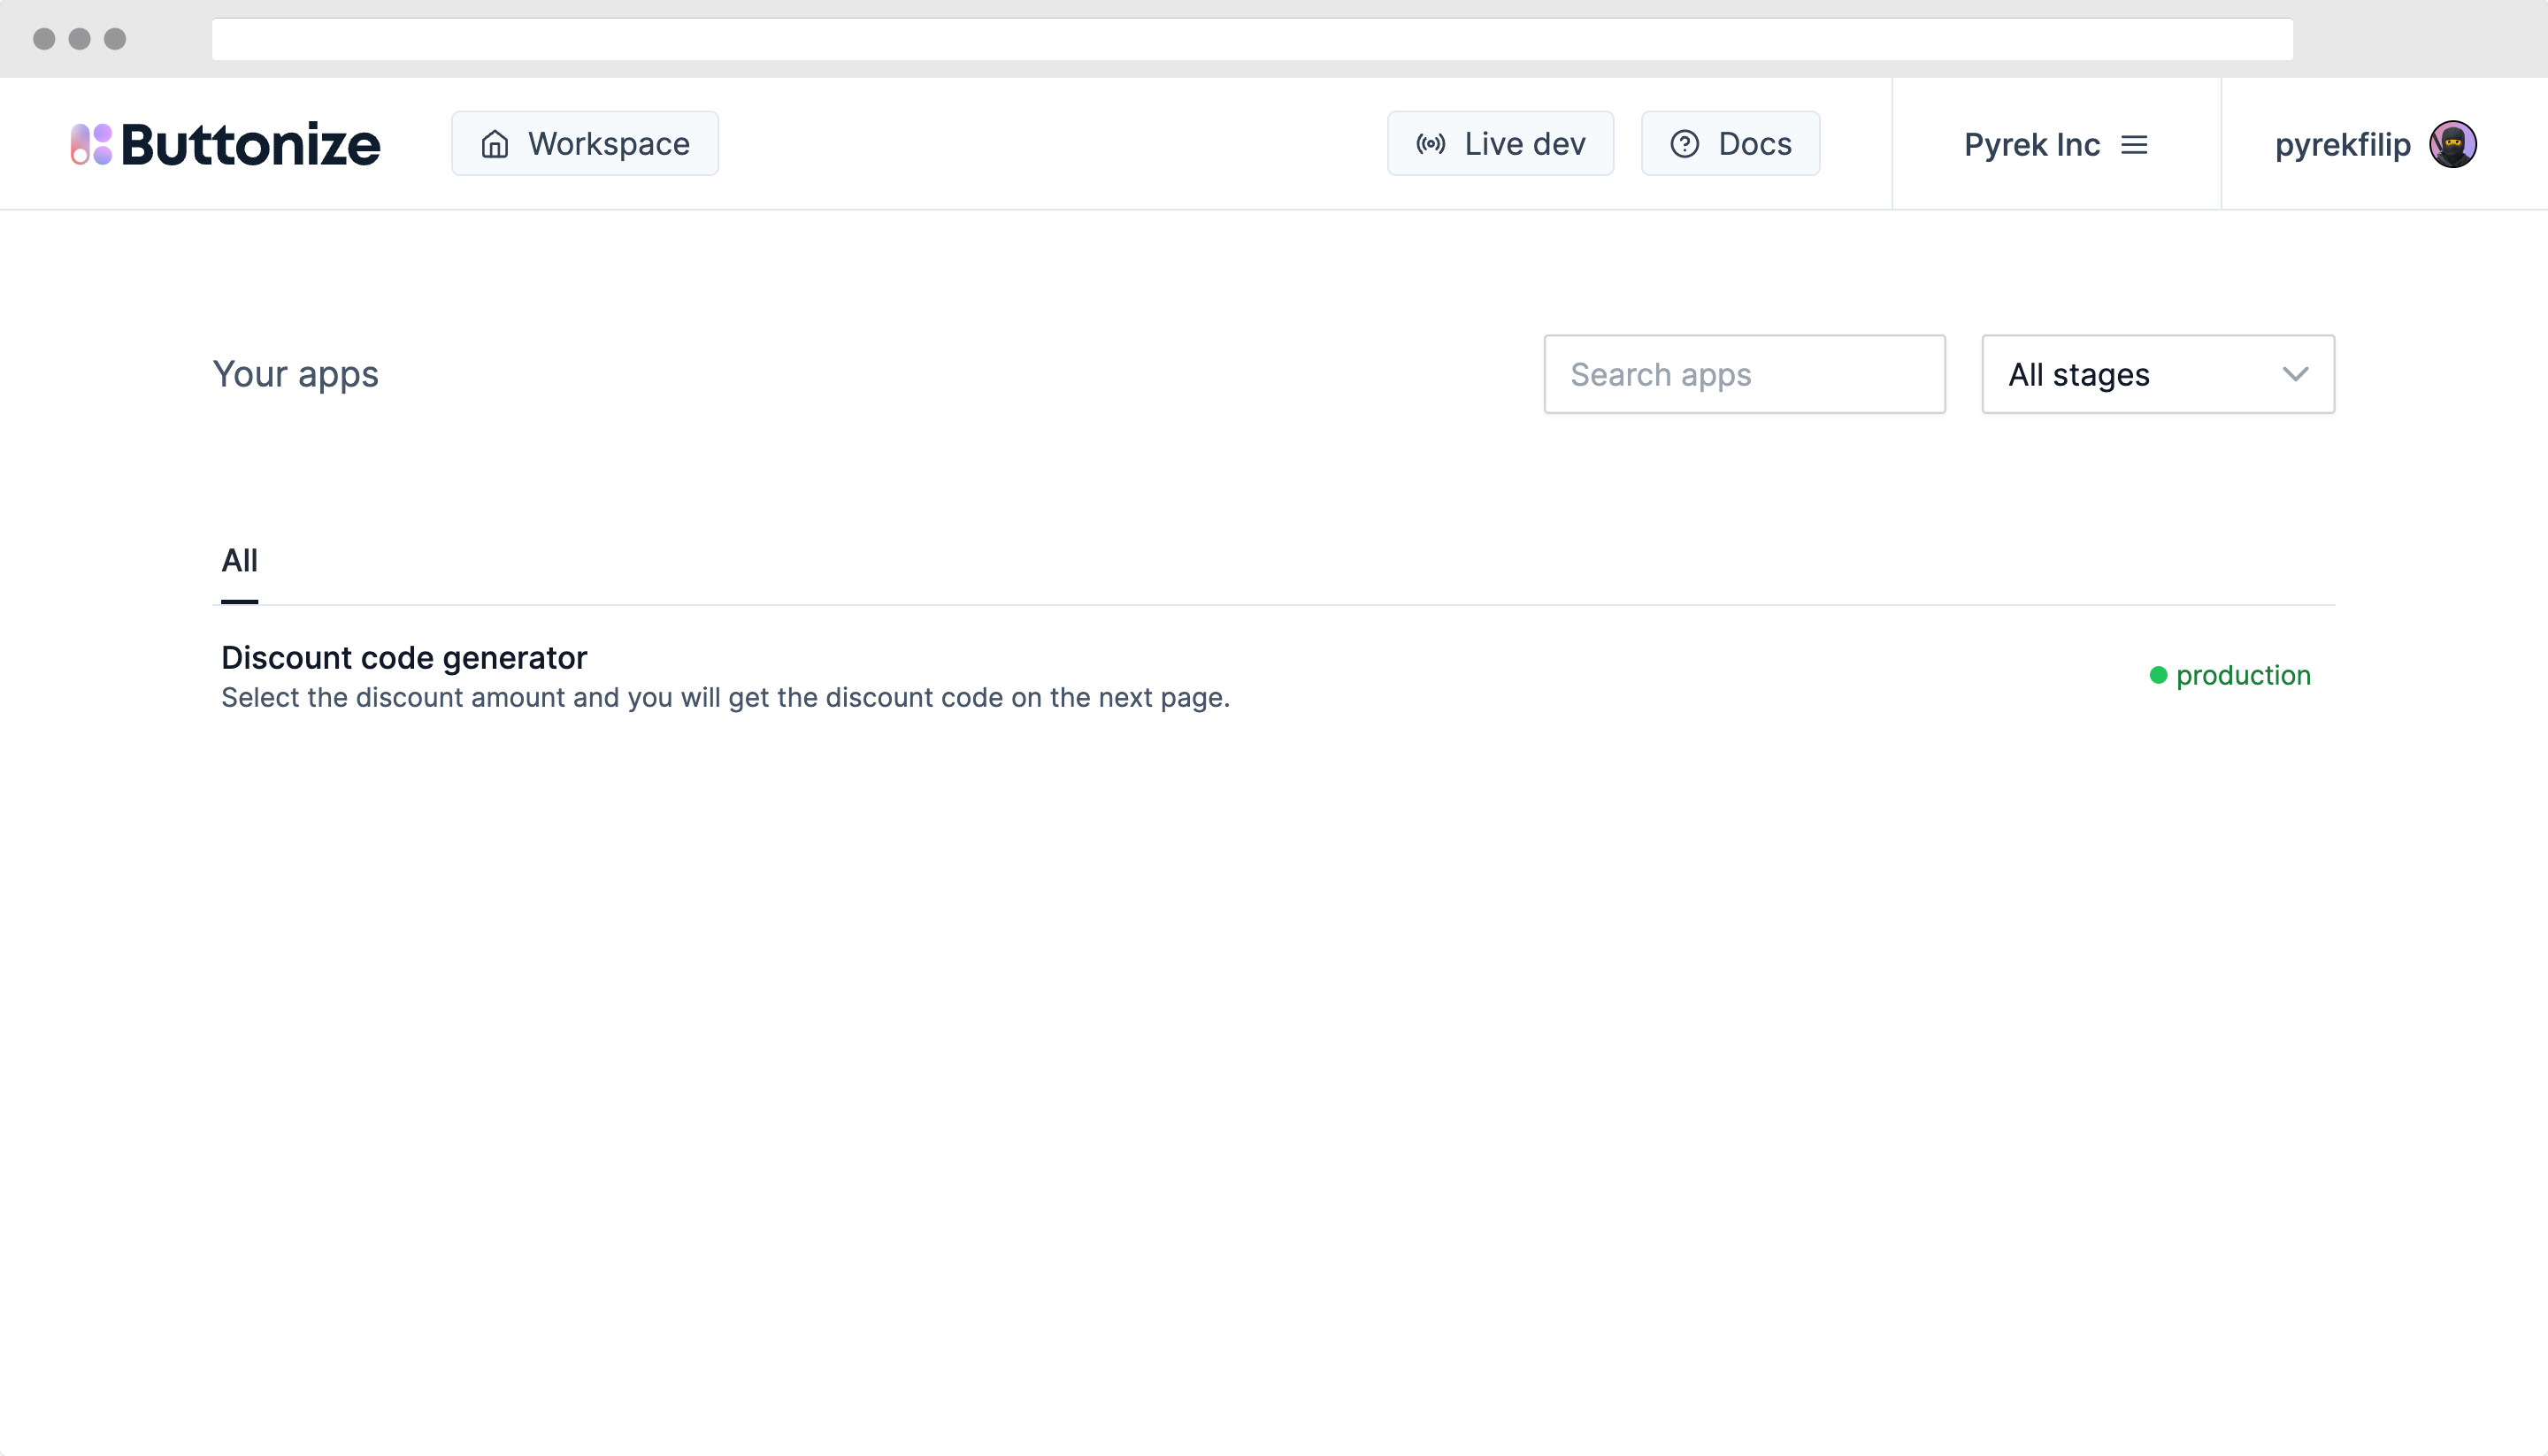 Buttonize
Workspace
Live dev
Docs
Pyrek Inc
pyrekfilip
Your apps
Search apps
All stages
All
Discount code generator
Select the discount amount and you will get the discount code on the next page.
production